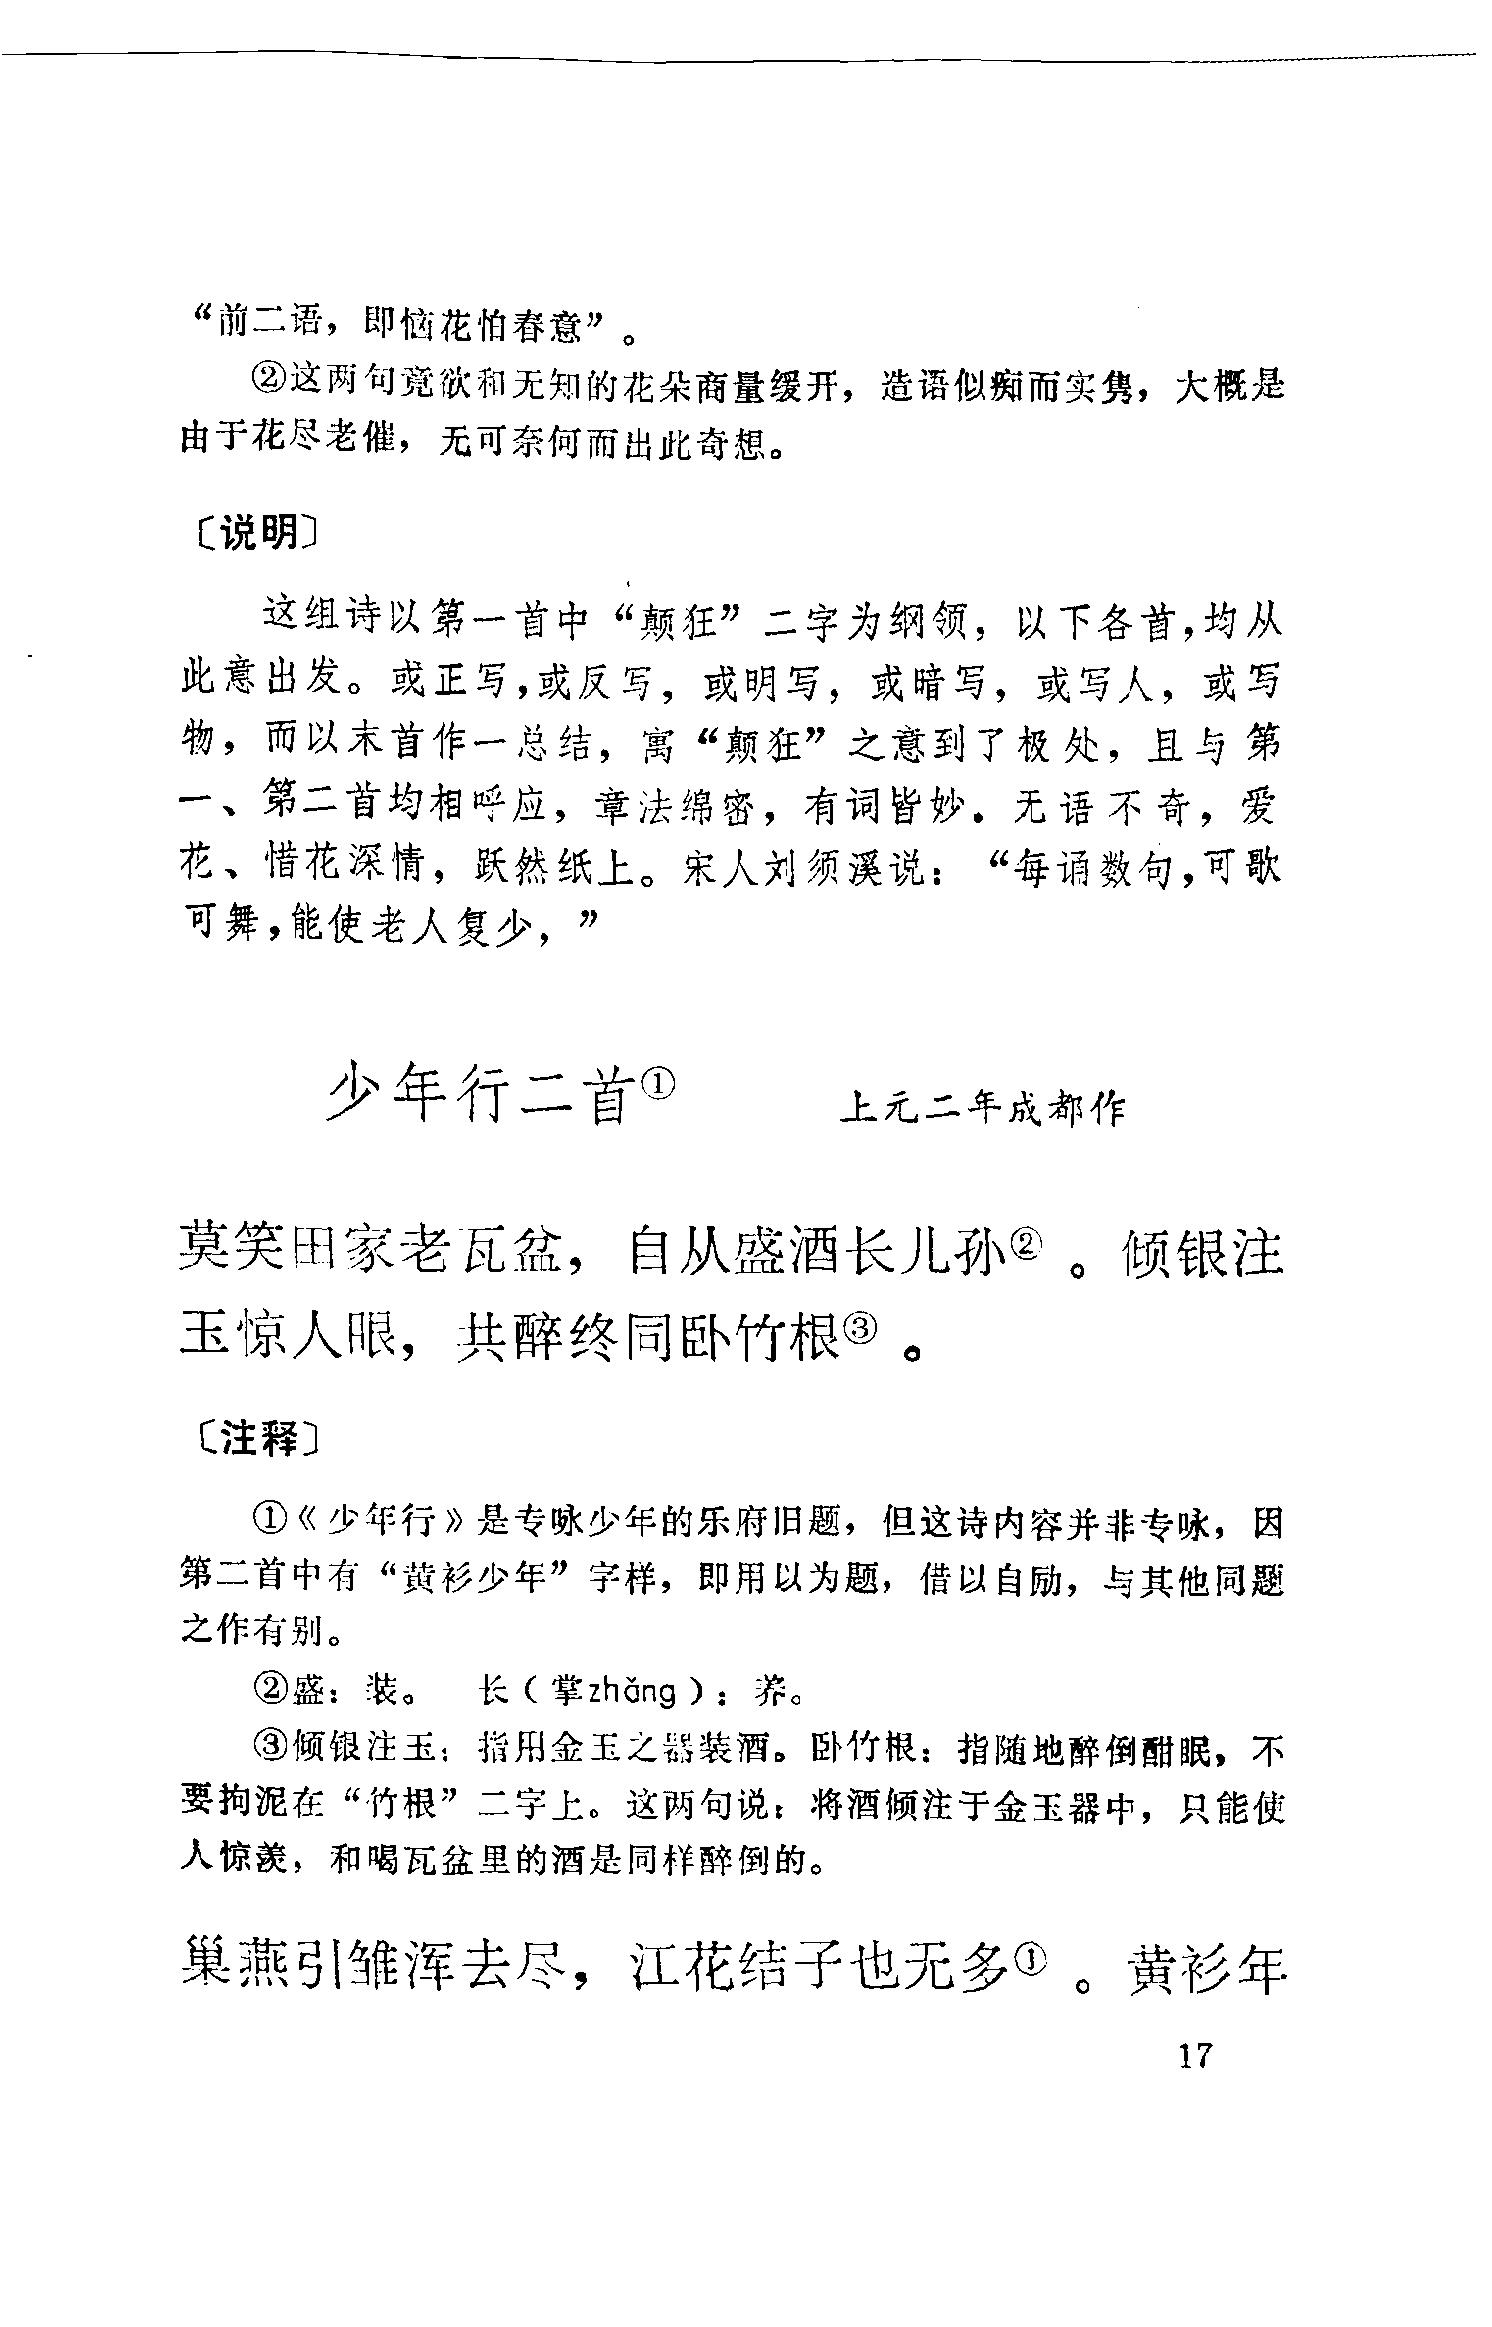 “前二语，即恼花怕春意”。
②这两句竟欲和无知的花朵商量缓开，造语似痴而实隽，大概是
由于花尽老催，无可奈何而出此奇想。
〔说明〕
这组诗以第一首中“颠狂”二字为纲领，以下各首，均从
此意出发。或正写，或反写，或明写，或暗写，或写人，或写
物，而以末首作一总结，寓“颠狂”之意到了极处，且与第
一、第二首均相呼应，章法绵密，有词皆妙．无语不奇，爱
花、惜花深情，跃然纸上。宋人刘须溪说：“每诵数句，可歌
可舞，能使老人复少，”
少年行二首① 上元二年成都作
莫笑田家老瓦盆，自从盛酒长儿孙②。倾银注
玉惊人眼，共醉终同卧竹根③。
〔注释〕
①《少年行》是专咏少年的乐府旧题，但这诗内容并非专咏，因
第二首中有“黄衫少年”字样，即用以为题，借以自励，与其他同题
之作有别。
②盛：装。 长（掌zhǎng）：养。
③倾银注玉：指用金玉之器装酒。卧竹根：指随地醉倒酣眠，不
要拘泥在“竹根”二字上。这两句说：将酒倾注于金玉器中，只能使
人惊羡，和喝瓦盆里的酒是同样醉倒的。
巢燕引雏浑去尽，江花结子也无多①。黄衫年
17